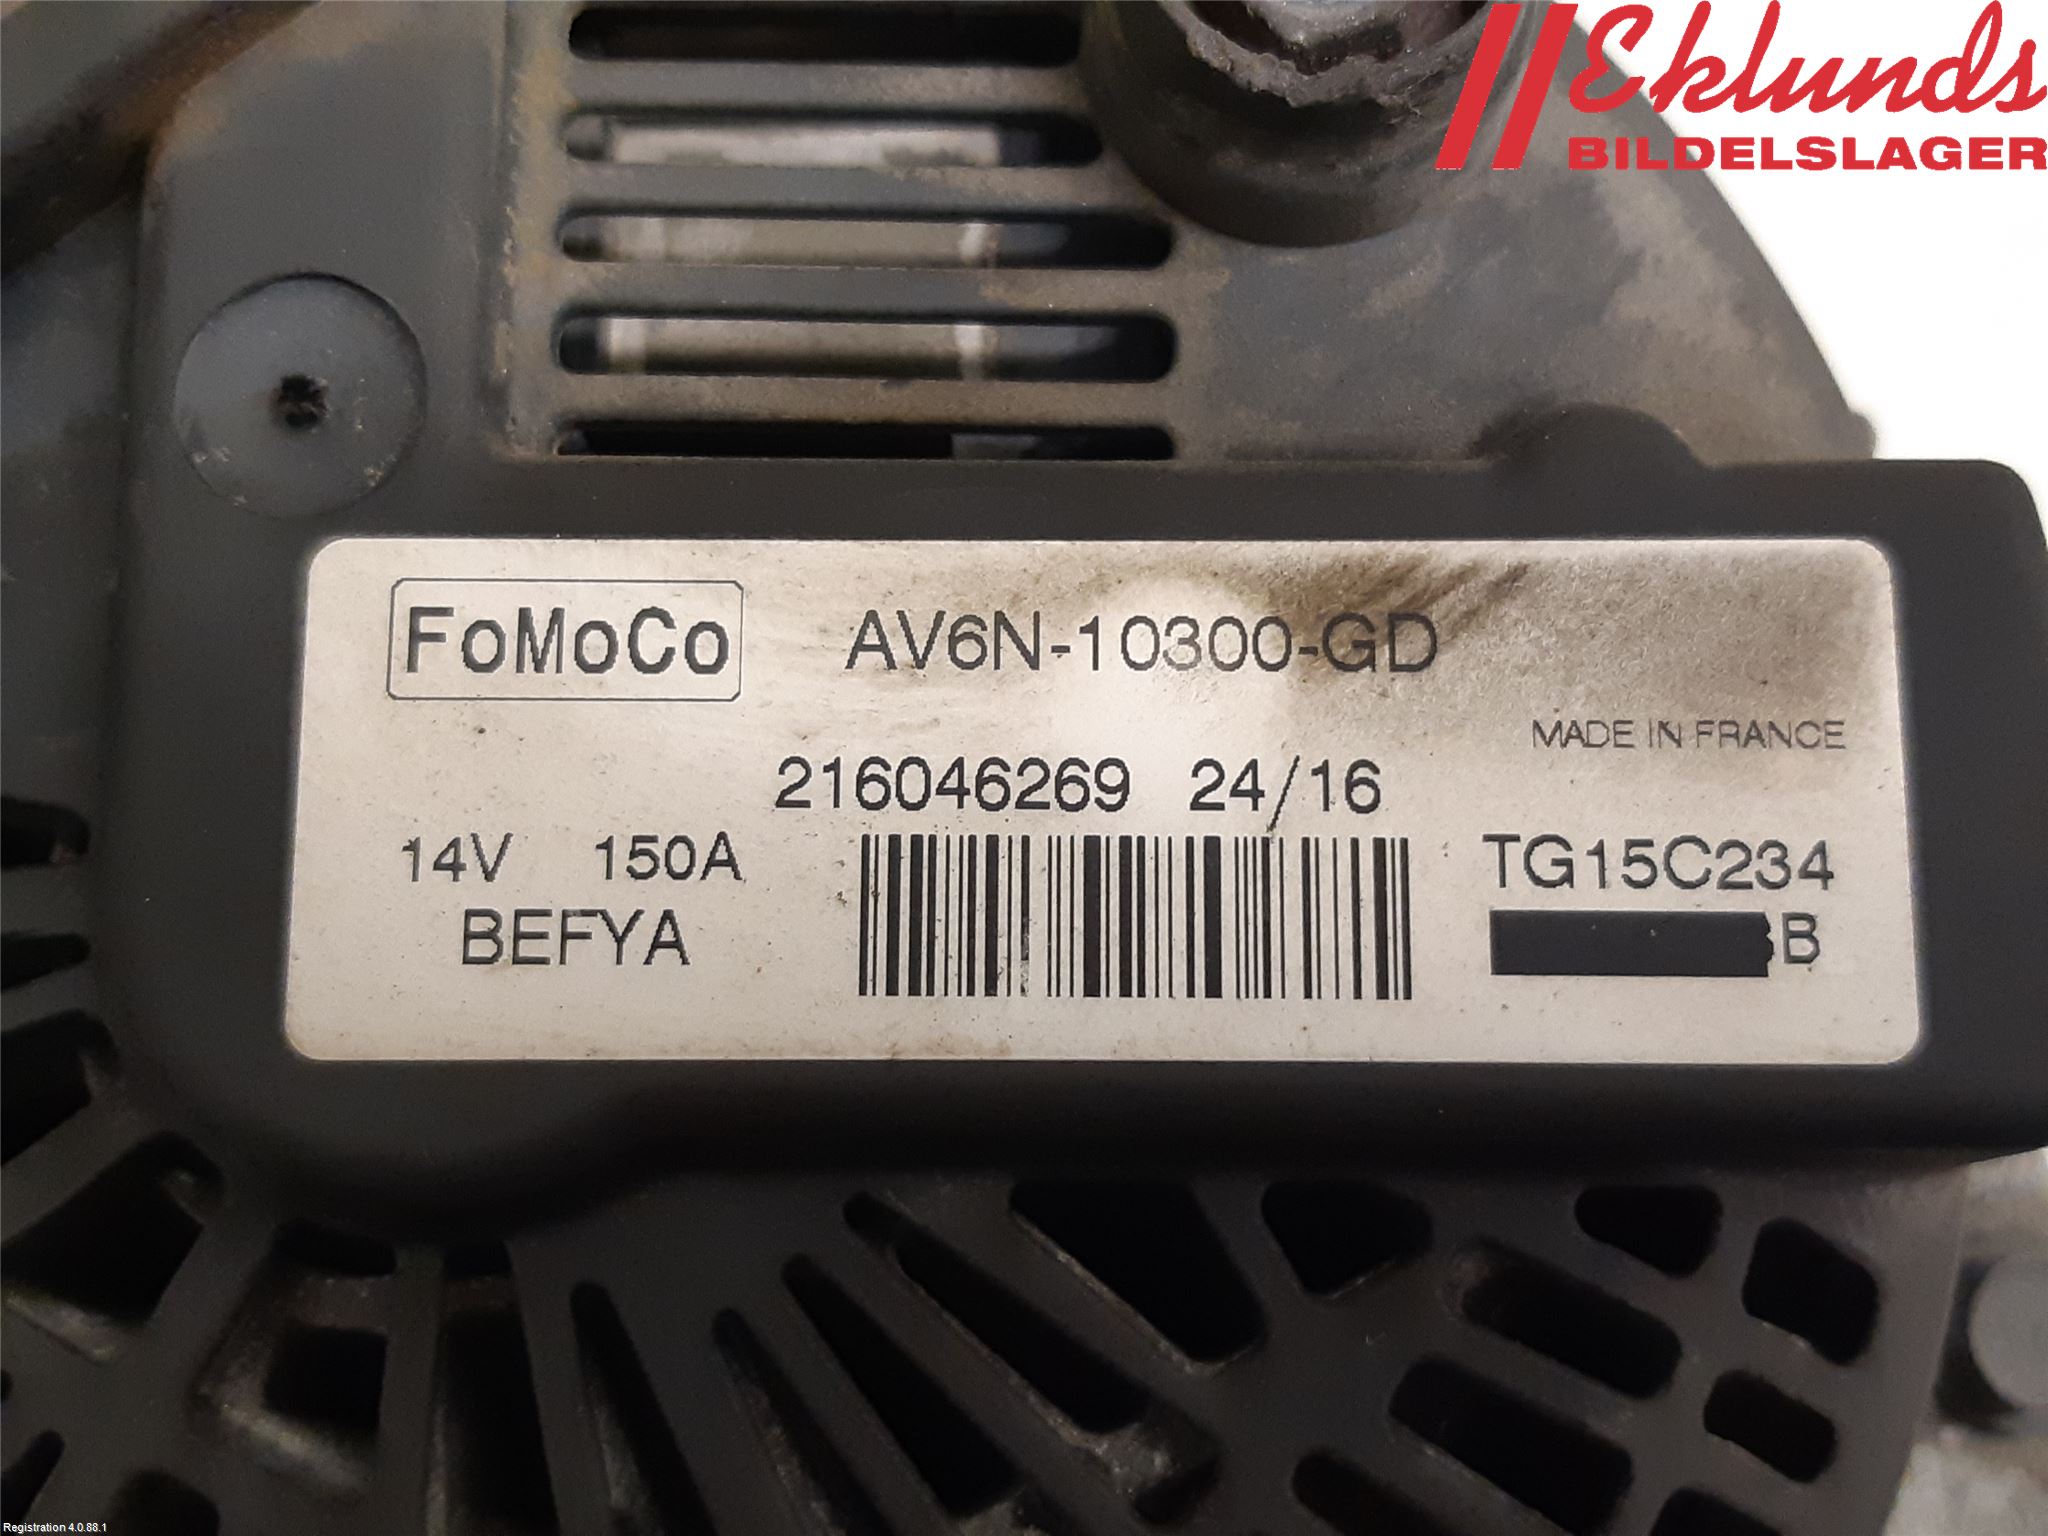 Eklunds
BILDELSLAGER
FoMoCo AV6N-10300-GD
MADE IN FRANCE
216046269 24/16
14V 150A TG15C234
BEFYA B
Registration 4.0.88.1